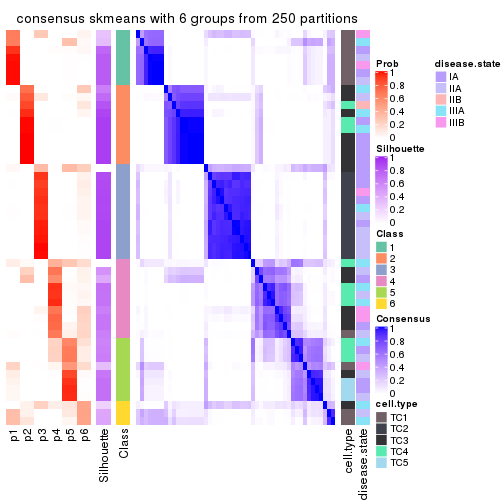 consensus skmeans with 6 groups from 250 partitions
Prob
1
0.8
0.6
0.4
0.2
0
Silhouette
1
0.8
0.6
0.4
0.2
0
Class
1
2
3
4
5
6
Consensus
1
0.8
0.6
0.4
0.2
0
cell.type
TC1
TC2
TC3
TC4
TC5
disease.state
IA
IIA
IIB
IIIA
IIIB
p1
p2
p3
p4
p5
p6
Silhouette
Class
cell.type
disease.state